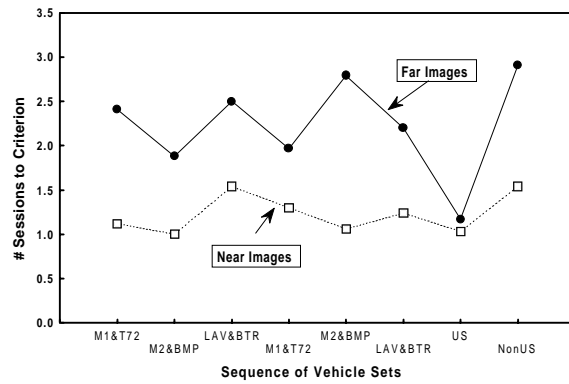 3.5
3.0
Far Images
2.5
2.0
1.5
1.0
Near Images
0.5
0.0
# Sessions to Criterion
M1&T72 LAV&BTR M2&BMP US
M2&BMP M1&T72 LAV&BTR NonUS
Sequence of Vehicle Sets